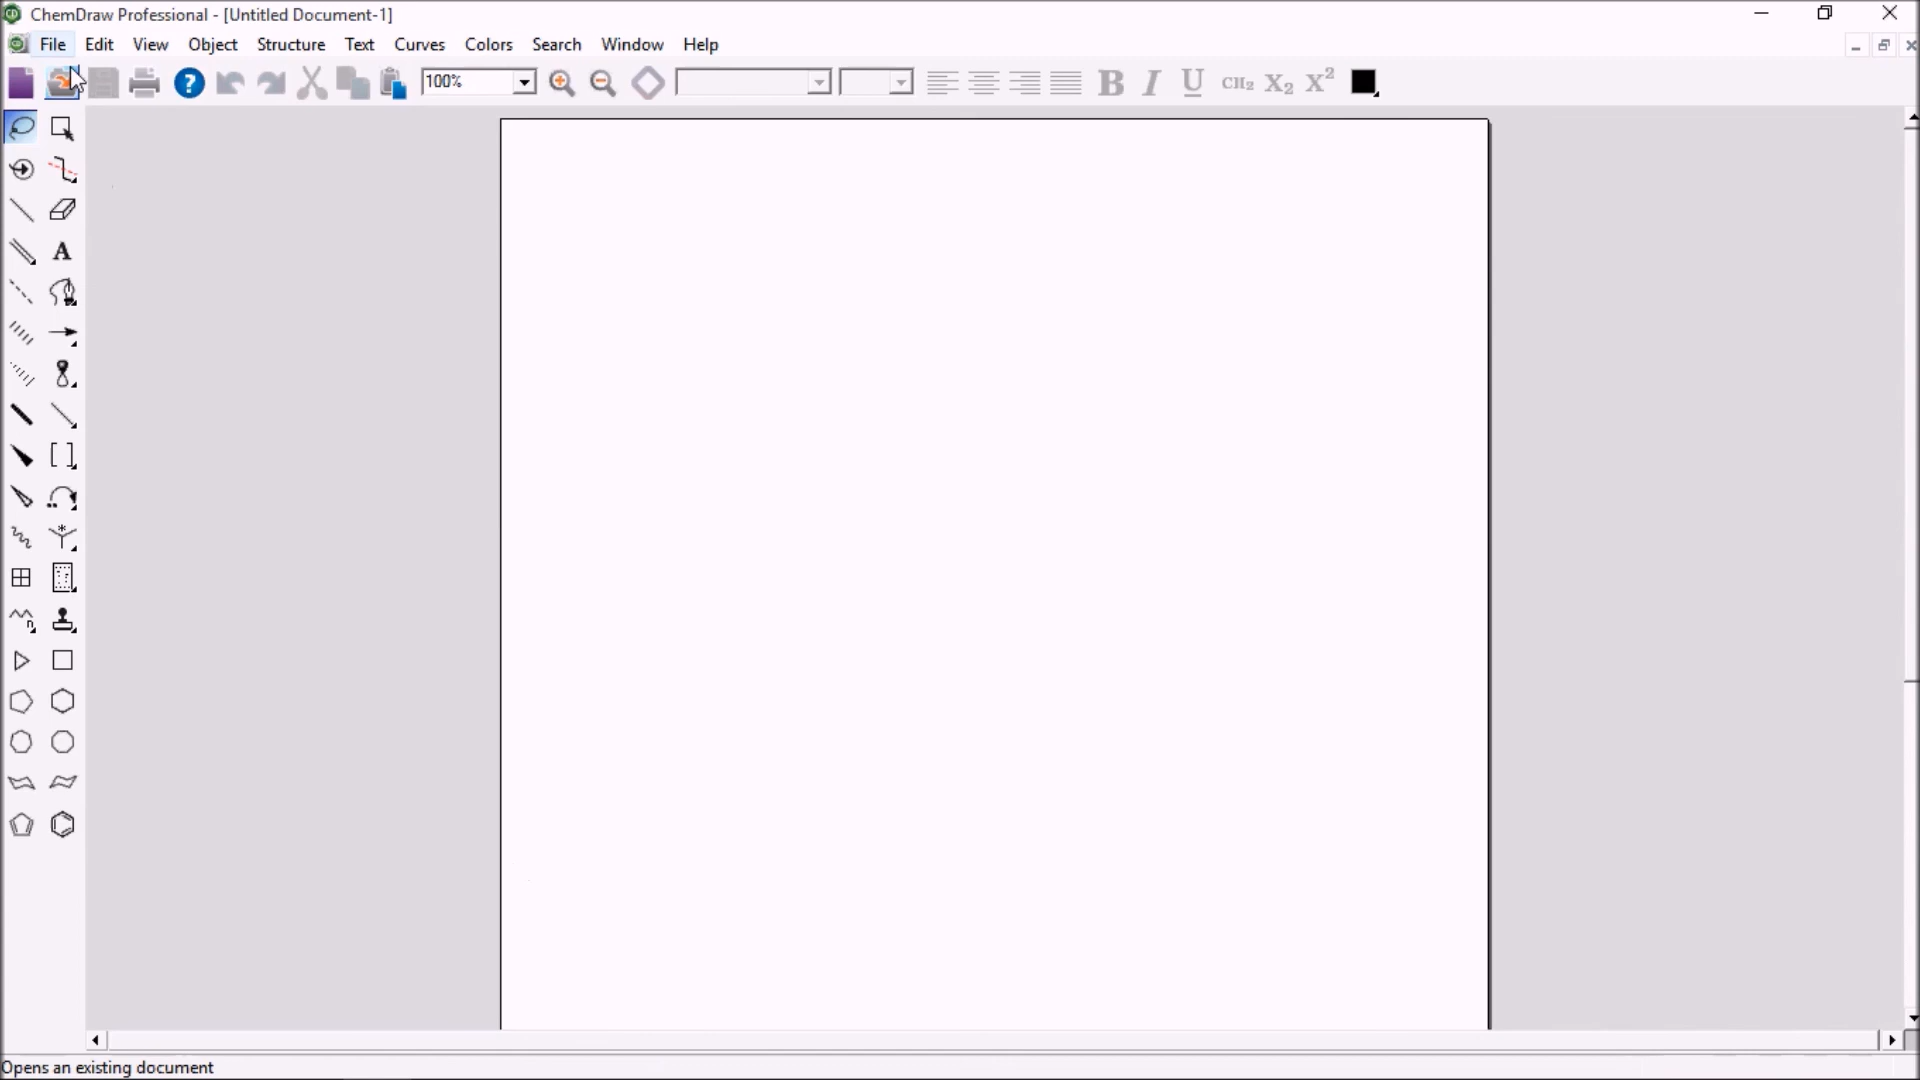 ChemDraw Professional - [Untitled Document-1]
File Edit View Object Structure Text Curves Colors Search Window Help
100%
B I U CH₂ X₂ X²
A
[ ]
n
Opens an existing document